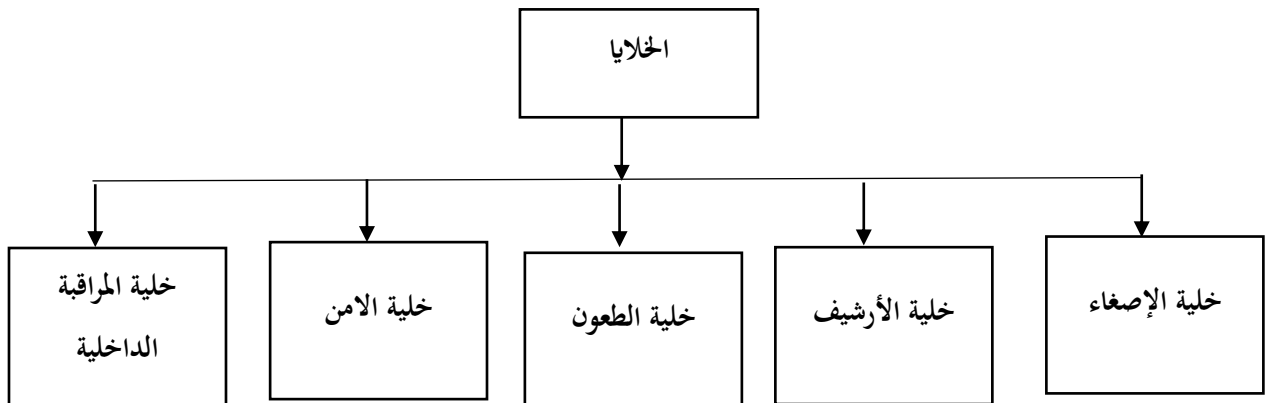 الخلايا
خلية الإصغاء
خلية الأرشيف
خلية الطعون
خلية الامن
خلية المراقبة
الداخلية